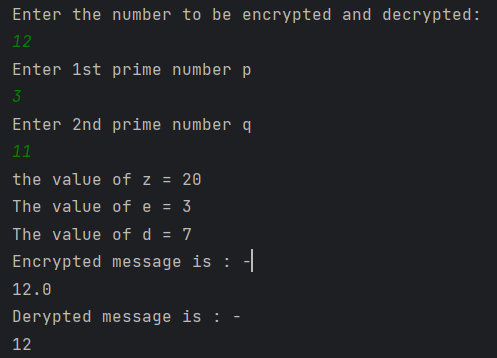 Enter the number to be encrypted and decrypted:
12
Enter 1st prime number p
3
Enter 2nd prime number q
11
the value of z = 20
The value of e = 3
The value of d = 7
Encrypted message is : -
12.0
Derypted message is : -
12